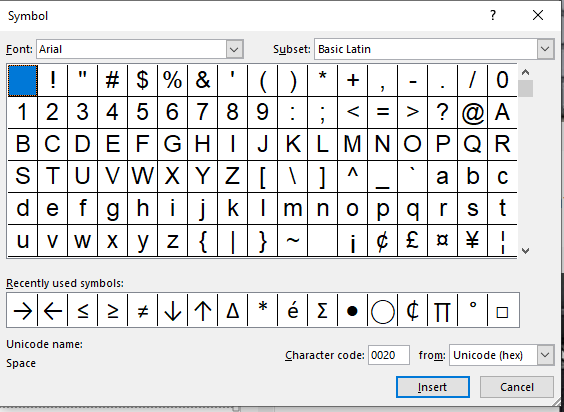 Symbol ? ×
Font: Arial Subset: Basic Latin
! " # $ % & ' ( ) * + , - . / 0
1 2 3 4 5 6 7 8 9 : ; < = > ? @ A
B C D E F G H I J K L M N O P Q R
S T U V W X Y Z [ \ ] ^ _ ` a b c
d e f g h i j k l m n o p q r s t
u v w x y z { | } ~ ¡ ¢ £ ¤ ¥ ¦
Recently used symbols:
→ ← ≤ ≥ ≠ ↓ ↑ Δ * é Σ ● ◯ ₵ ∏ ° □
Unicode name:
Space
Character code: 0020 from: Unicode (hex)
Insert Cancel